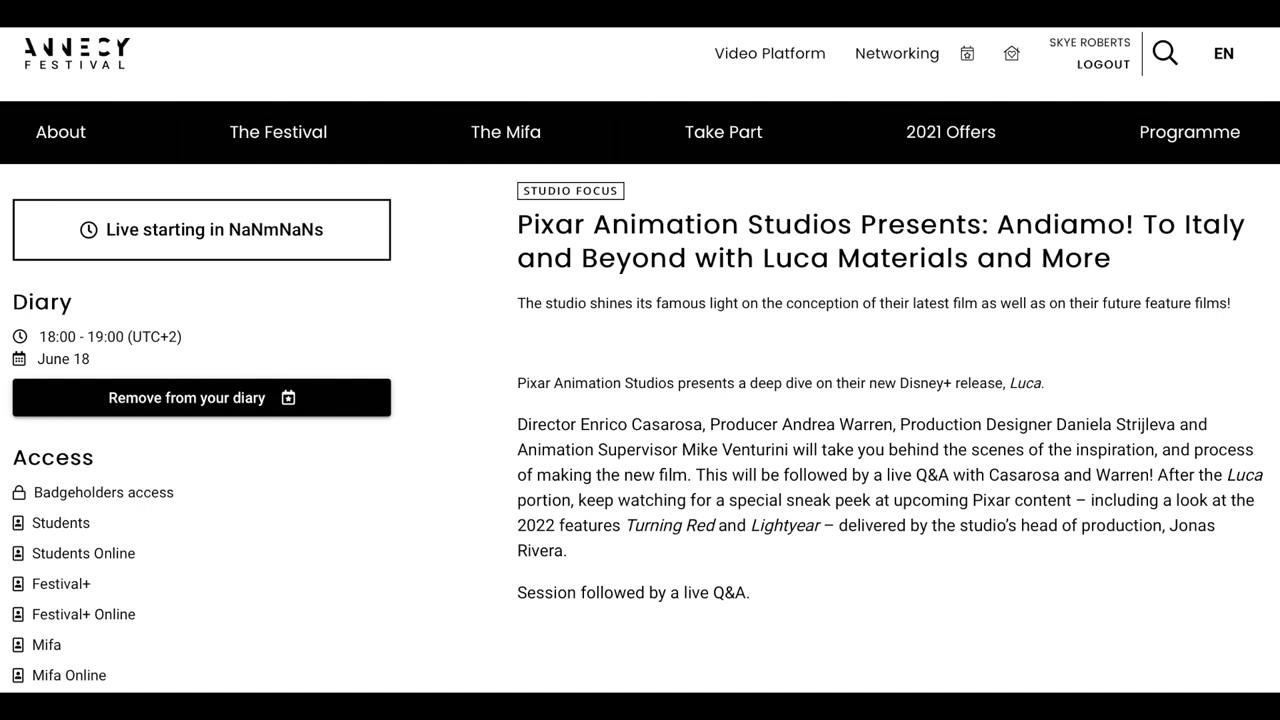 ANNECY
FESTIVAL
Video Platform
Networking
SKYE ROBERTS
LOGOUT
EN
About
The Festival
The Mifa
Take Part
2021 Offers
Programme
Live starting in NaNmNaNs
Diary
18:00 - 19:00 (UTC+2)
June 18
Remove from your diary
Access
Badgeholders access
Students
Students Online
Festival+
Festival+ Online
Mifa
Mifa Online
STUDIO FOCUS
Pixar Animation Studios Presents: Andiamo! To Italy
and Beyond with Luca Materials and More
The studio shines its famous light on the conception of their latest film as well as on their future feature films!
Pixar Animation Studios presents a deep dive on their new Disney+ release, Luca.
Director Enrico Casarosa, Producer Andrea Warren, Production Designer Daniela Strijleva and
Animation Supervisor Mike Venturini will take you behind the scenes of the inspiration, and process
of making the new film. This will be followed by a live Q&A with Casarosa and Warren! After the Luca
portion, keep watching for a special sneak peek at upcoming Pixar content – including a look at the
2022 features Turning Red and Lightyear – delivered by the studio’s head of production, Jonas
Rivera.
Session followed by a live Q&A.